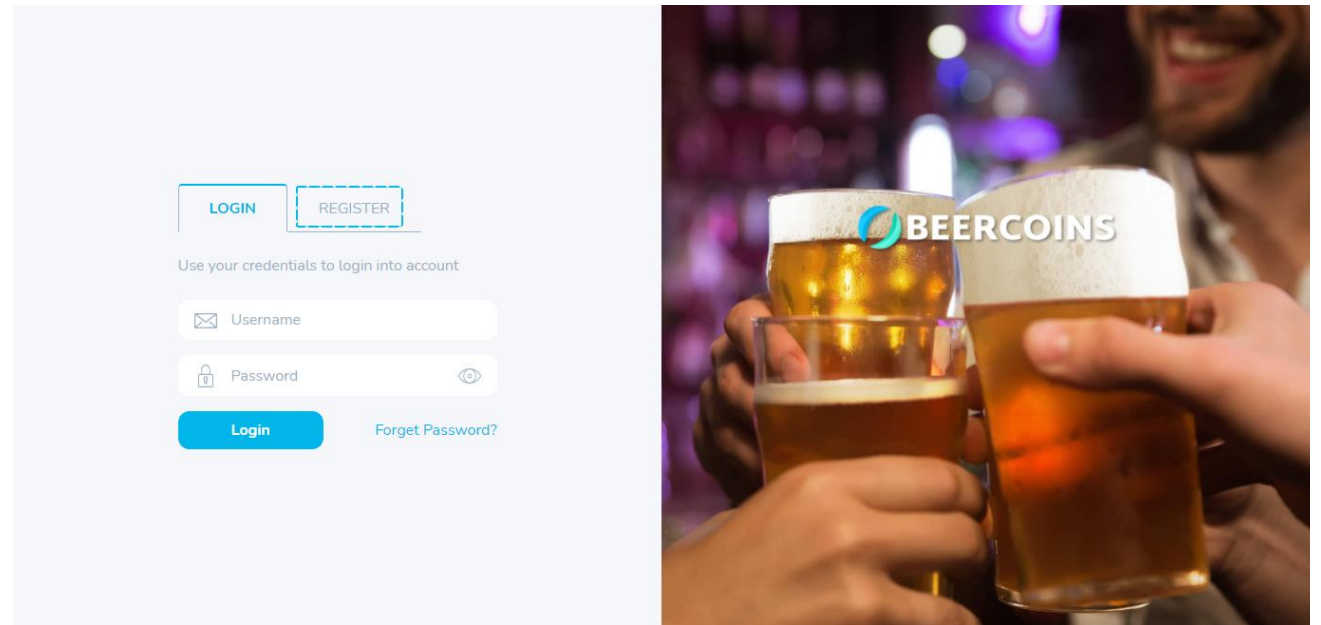 LOGIN REGISTER
Use your credentials to login into account
Username
Password
Login Forget Password?
BEERCOINS